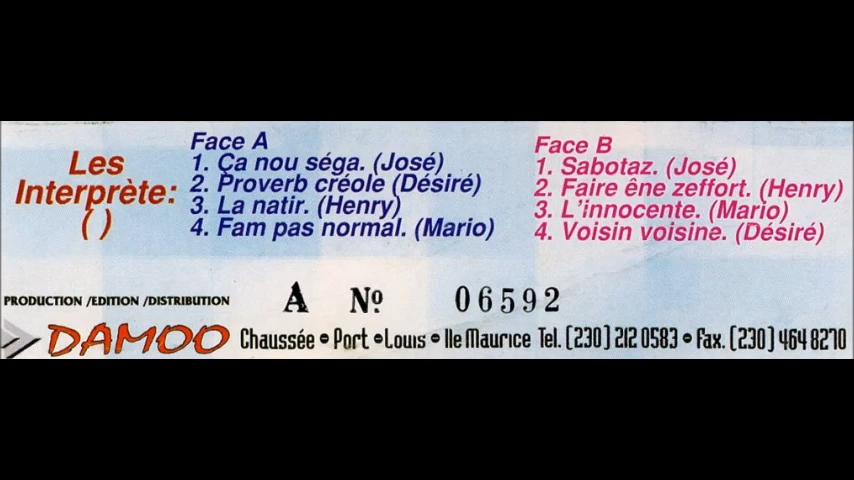 Les
Interprète:
( )
Face A
1. Ça nou séga. (José)
2. Proverb créole (Désiré)
3. La natir. (Henry)
4. Fam pas normal. (Mario)
Face B
1. Sabotaz. (José)
2. Faire êne zeffort. (Henry)
3. L'innocente. (Mario)
4. Voisin voisine. (Désiré)
PRODUCTION /EDITION /DISTRIBUTION
A Nº 06592
DAMOO
Chaussée • Port • Louis • Ile Maurice Tel. (230) 212 0583 • Fax. (230) 464 8270